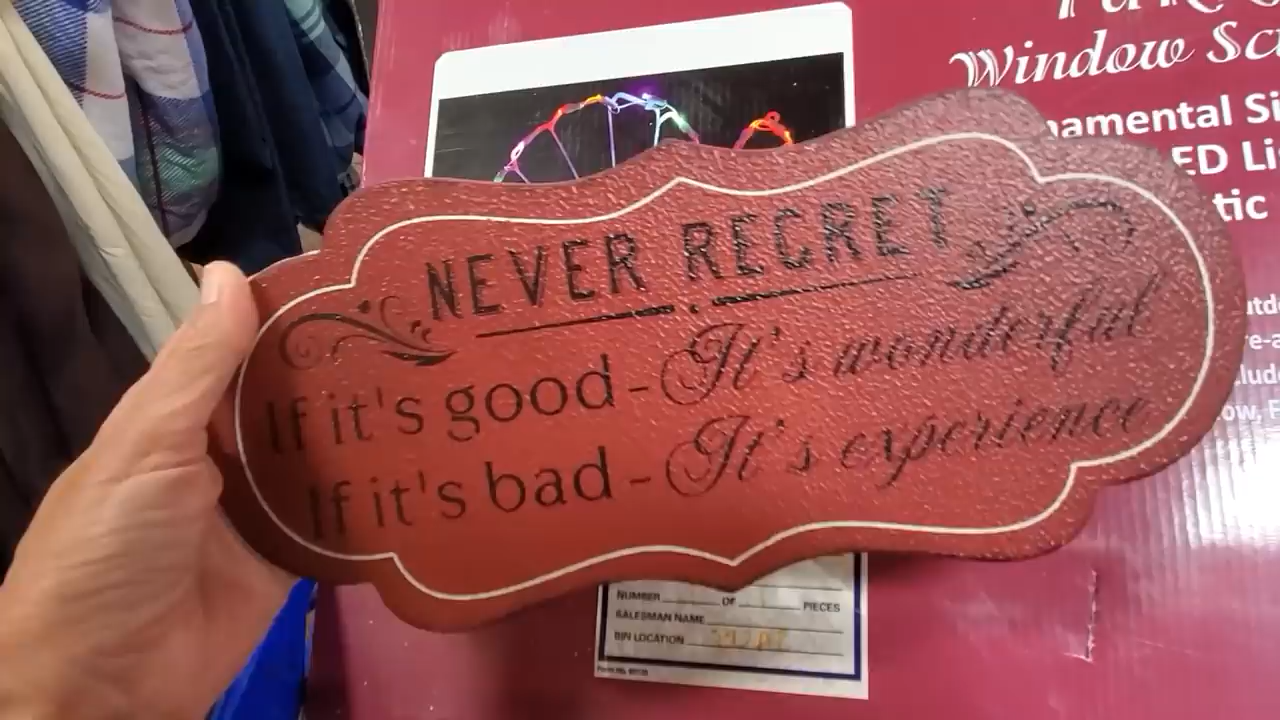 Window Sc
namental Si
ED Li
tic
NEVER REGRET
If it's good - It's wonderful
If it's bad - It's experience
NUMBER OF PIECES
SALESMAN NAME
BIN LOCATION